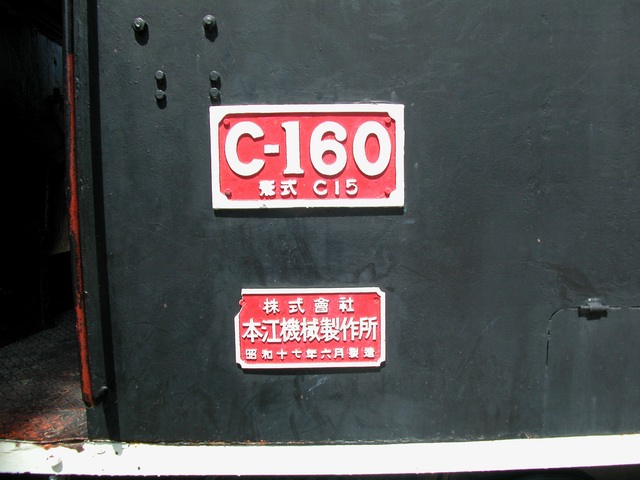 C-160
形式 C15
株式會社
本江機械製作所
昭和十七年六月製造